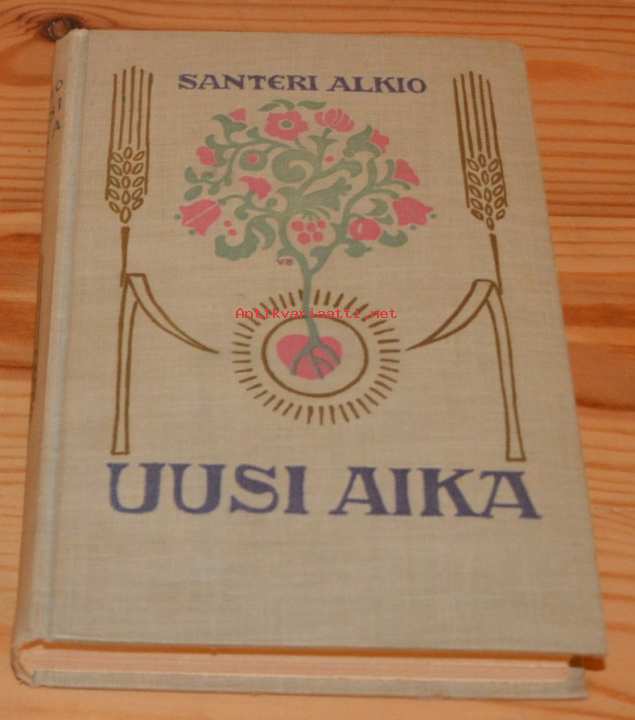 SANTERI ALKIO
Antikvariaatti.net
UUSI AIKA